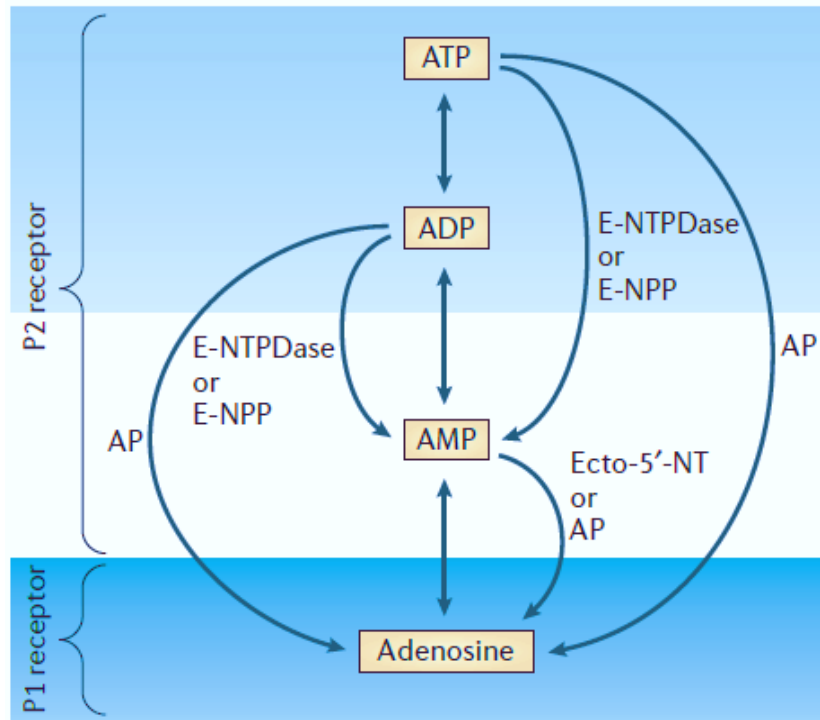 ATP
ADP
E-NTPDase
or
E-NPP
P2 receptor
E-NTPDase
or
E-NPP
AP
AP
AMP
Ecto-5′-NT
or
AP
P1 receptor
Adenosine